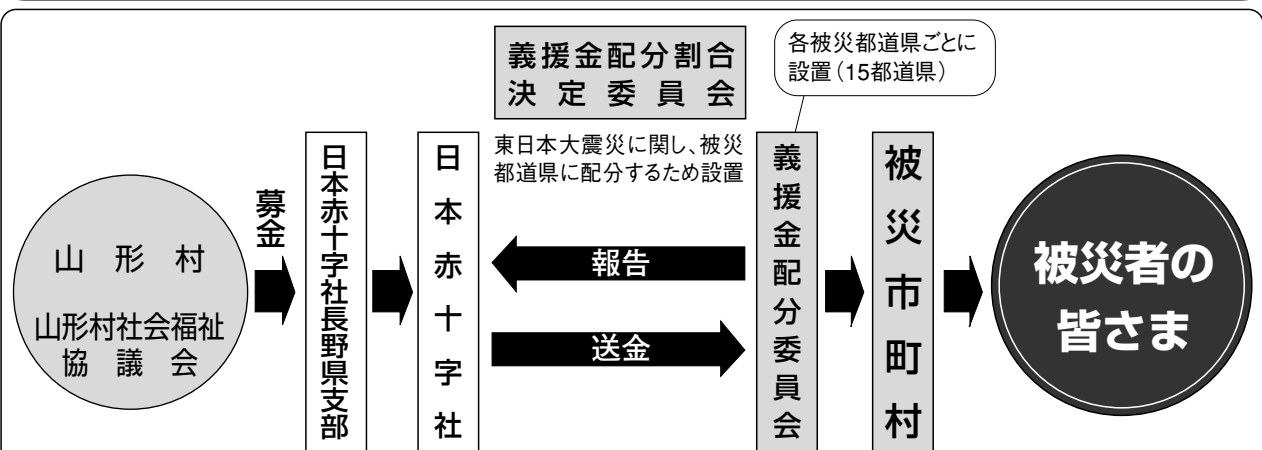 義援金配分割合
決定委員会
各被災都道県ごとに
設置（15都道県）
東日本大震災に関し、被災
都道県に配分するため設置
山形村
山形村社会福祉
協議会
募金
日本赤十字社長野県支部
日本赤十字社
報告
送金
義援金配分委員会
被災市町村
被災者の
皆さま